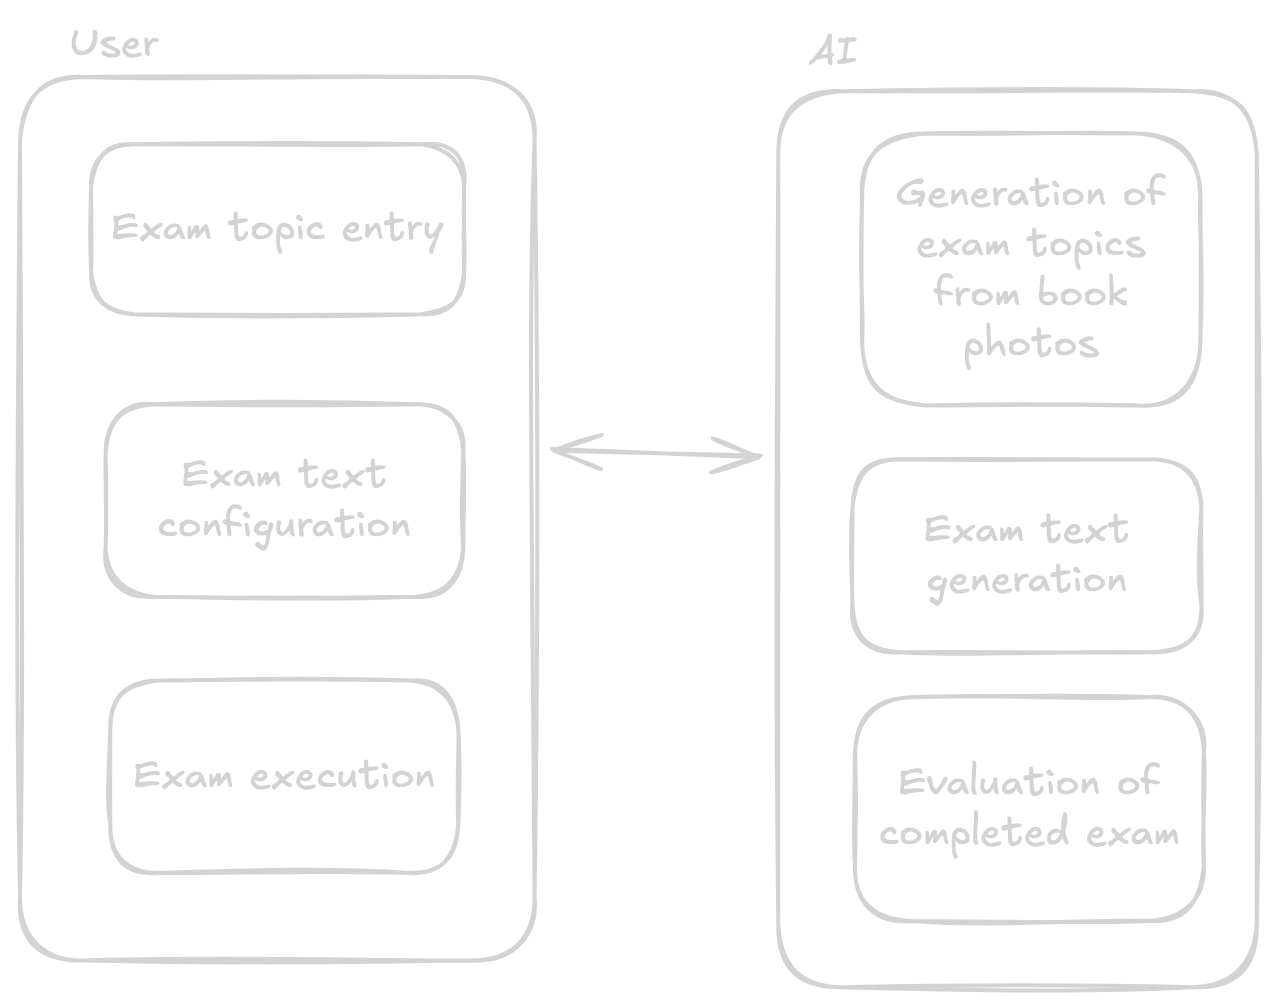 User
Exam topic entry
Exam text
configuration
Exam execution
AI
Generation of
exam topics
from book
photos
Exam text
generation
Evaluation of
completed exam